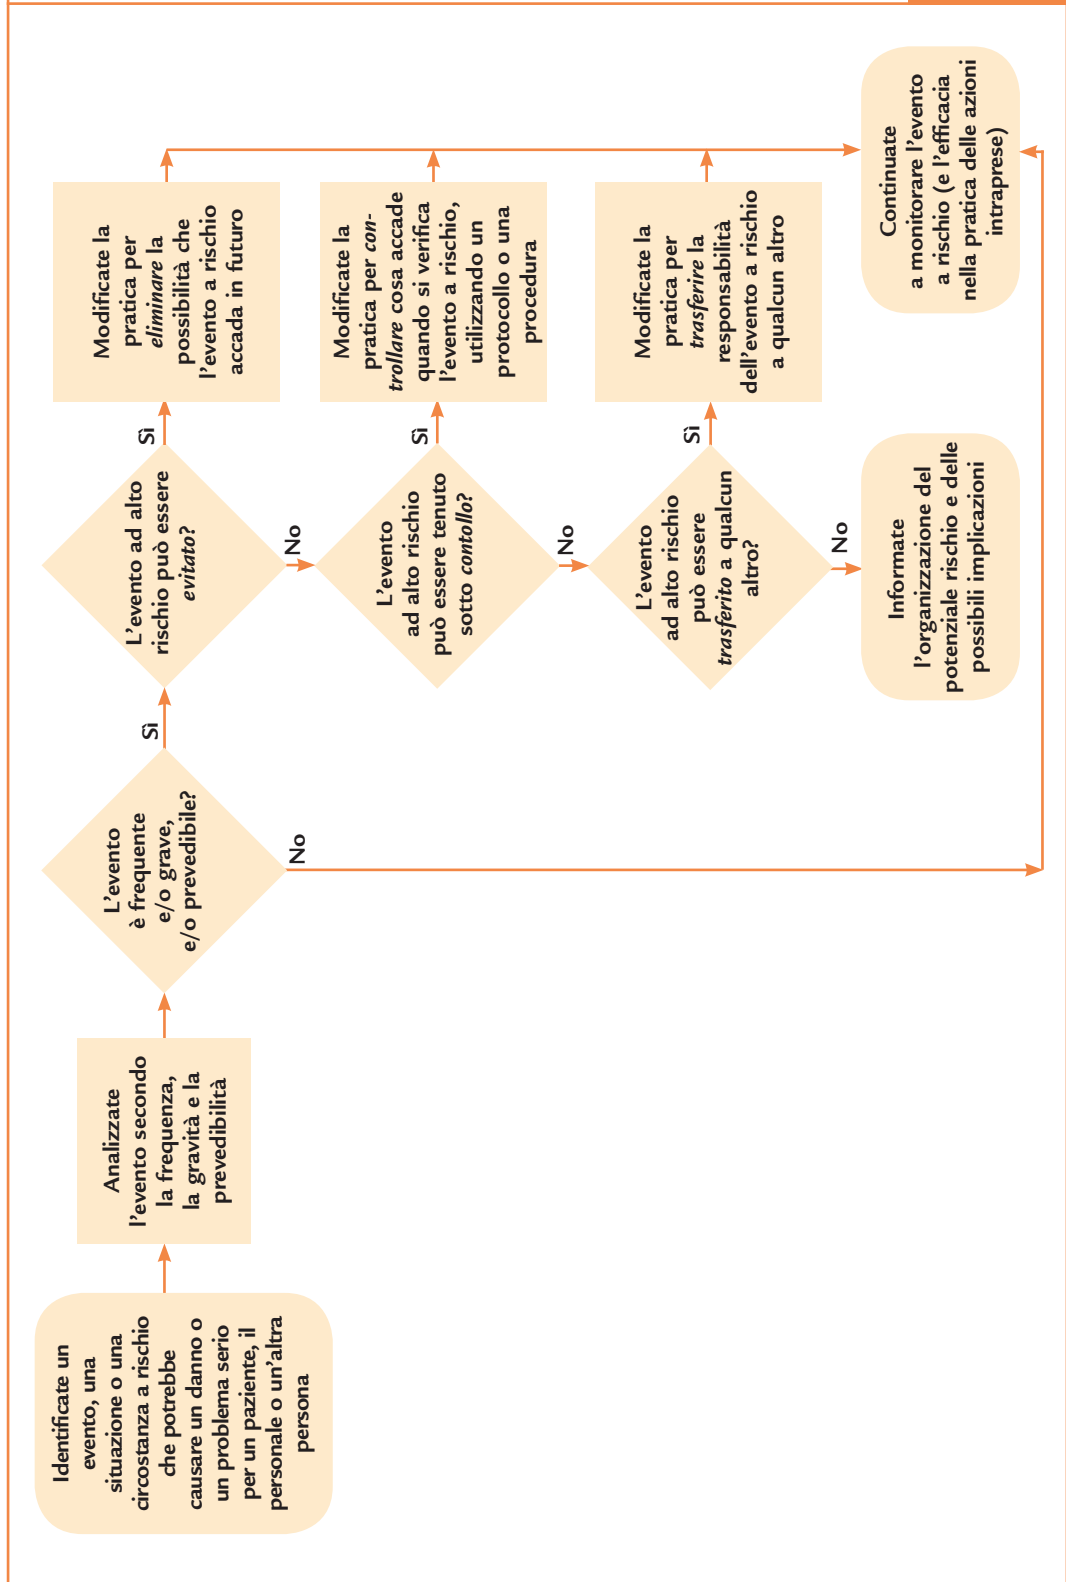 Identificate un
evento, una
situazione o una
circostanza a rischio
che potrebbe
causare un danno o
un problema serio
per un paziente, il
personale o un'altra
persona
Analizzate
l'evento secondo
la frequenza,
la gravità e la
prevedibilità
L'evento
è frequente
e/o grave,
e/o prevedibile?
Sì
No
L'evento ad alto
rischio può essere
evitato?
Sì
No
Modificate la
pratica per
eliminare la
possibilità che
l'evento a rischio
accada in futuro
L'evento
ad alto rischio
può essere tenuto
sotto contollo?
Sì
No
Modificate la
pratica per con-
trollare cosa accade
quando si verifica
l'evento a rischio,
utilizzando un
protocollo o una
procedura
L'evento
ad alto rischio
può essere
trasferito a qualcun
altro?
Sì
No
Modificate la
pratica per
trasferire la
responsabilità
dell'evento a rischio
a qualcun altro
Informate
l'organizzazione del
potenziale rischio e delle
possibili implicazioni
Continuate
a monitorare l'evento
a rischio (e l'efficacia
nella pratica delle azioni
intraprese)